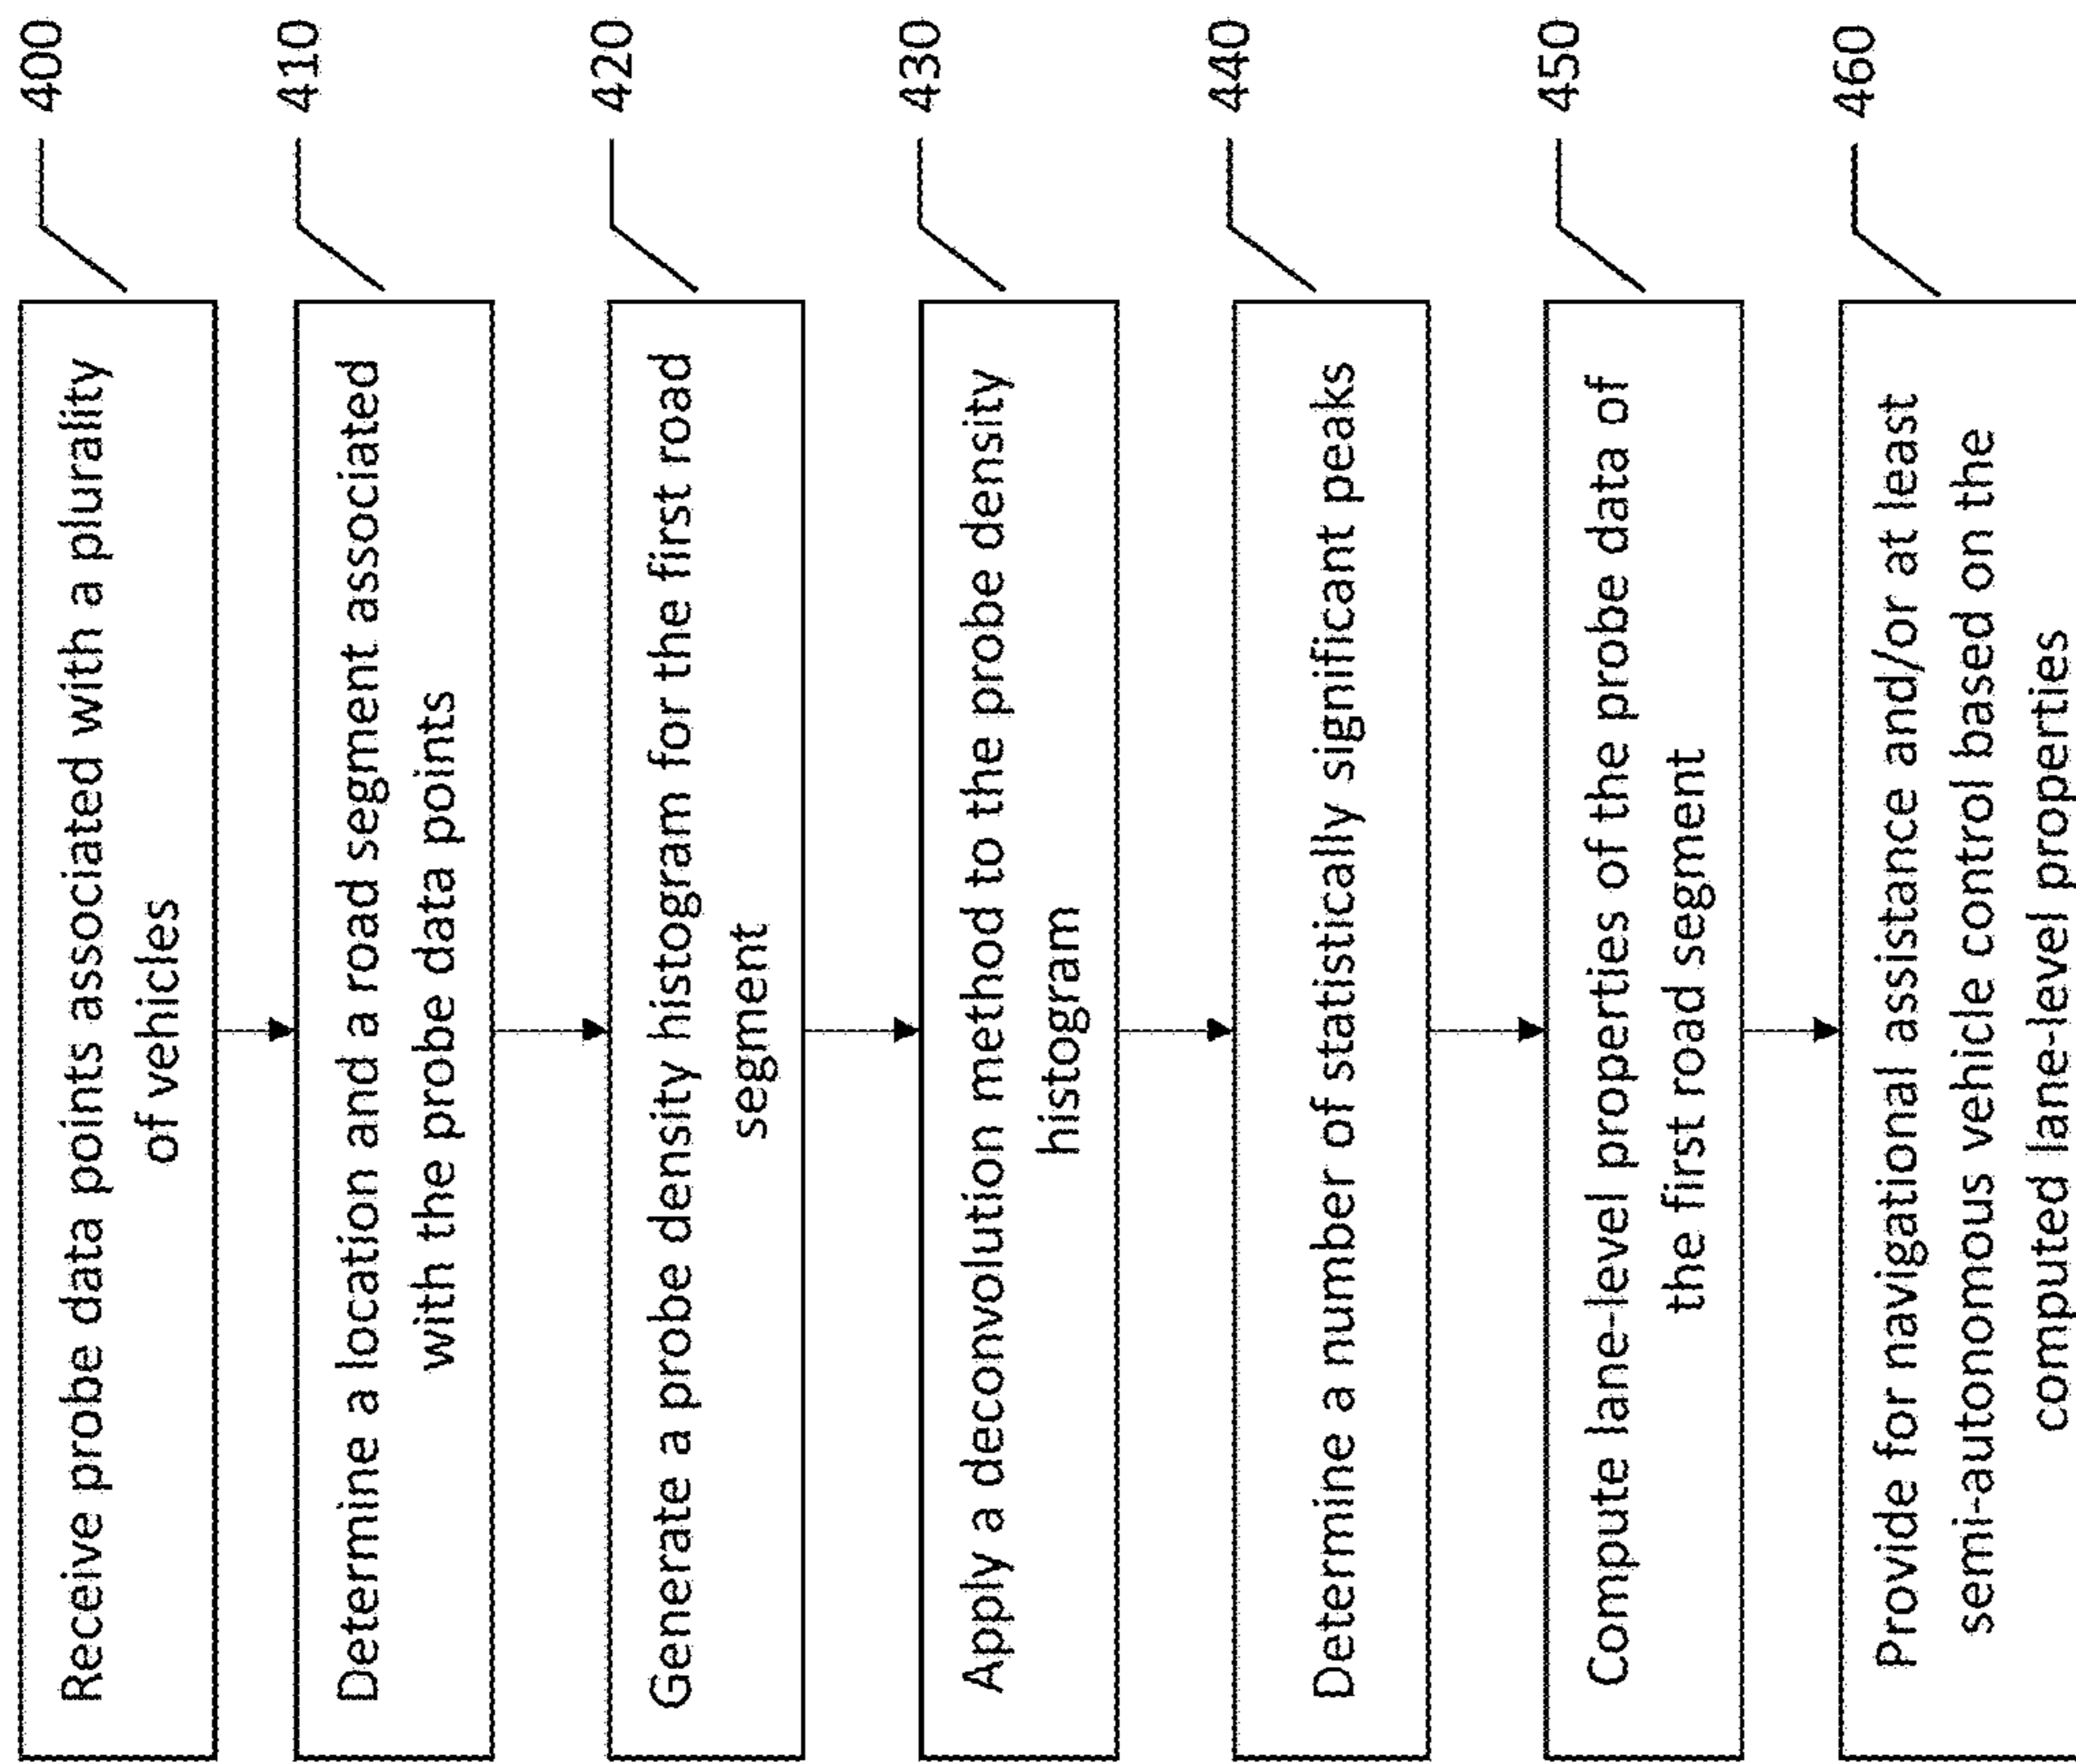 Receive probe data points associated with a plurality
of vehicles
400
Determine a location and a road segment associated
with the probe data points
410
Generate a probe density histogram for the first road
segment
420
Apply a deconvolution method to the probe density
histogram
430
Determine a number of statistically significant peaks
440
Compute lane-level properties of the probe data of
the first road segment
450
Provide for navigational assistance and/or at least
semi-autonomous vehicle control based on the
computed lane-level properties
460